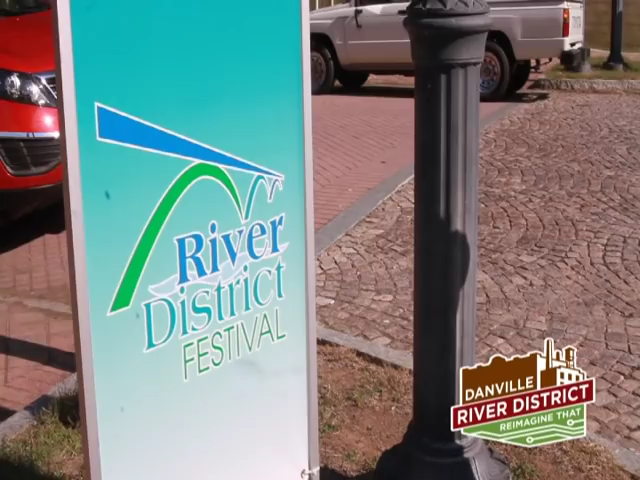 River
District
FESTIVAL
DANVILLE
RIVER DISTRICT
REIMAGINE THAT